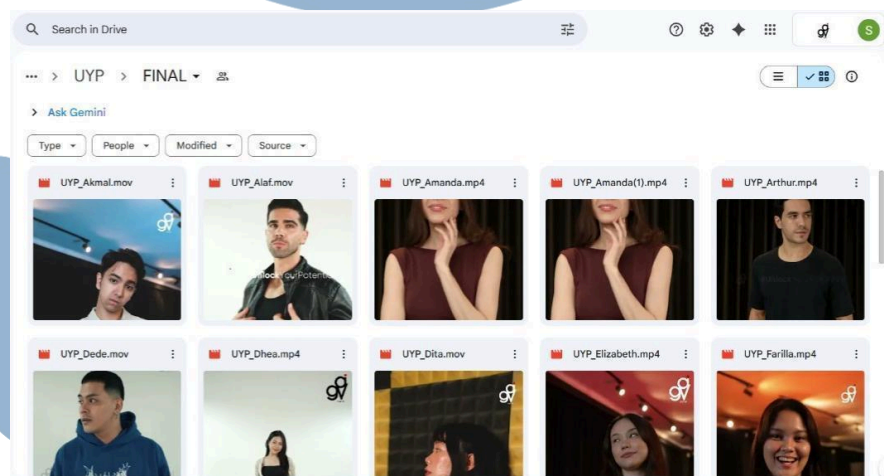 Search in Drive
S
... > UYP > FINAL
Ask Gemini
Type People Modified Source
UYP_Akmal.mov UYP_Alaf.mov UYP_Amanda.mp4 UYP_Amanda(1).mp4 UYP_Arthur.mp4
UnlockYourPotenti
UYP_Dede.mov UYP_Dhea.mp4 UYP_Dita.mov UYP_Elizabeth.mp4 UYP_Farilla.mp4